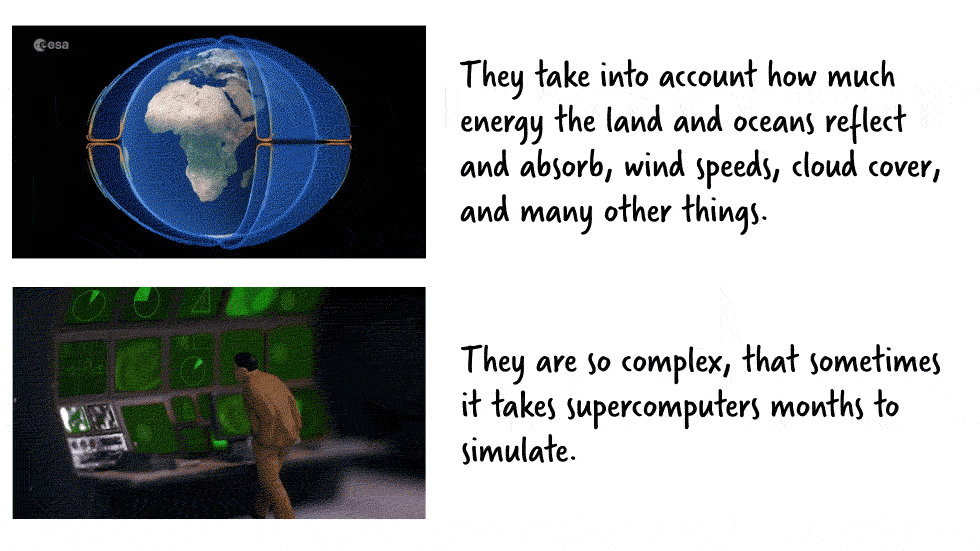 esa
They take into account how much
energy the land and oceans reflect
and absorb, wind speeds, cloud cover,
and many other things.
They are so complex, that sometimes
it takes supercomputers months to
simulate.